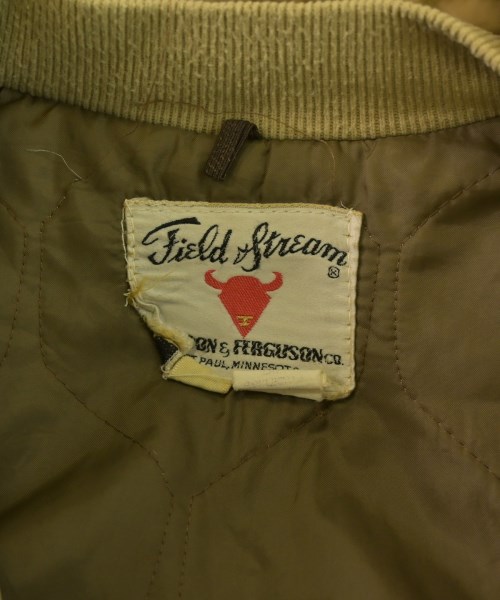 Field & Stream ®
ON & FERGUSON CO.
PAUL, MINNESOTA